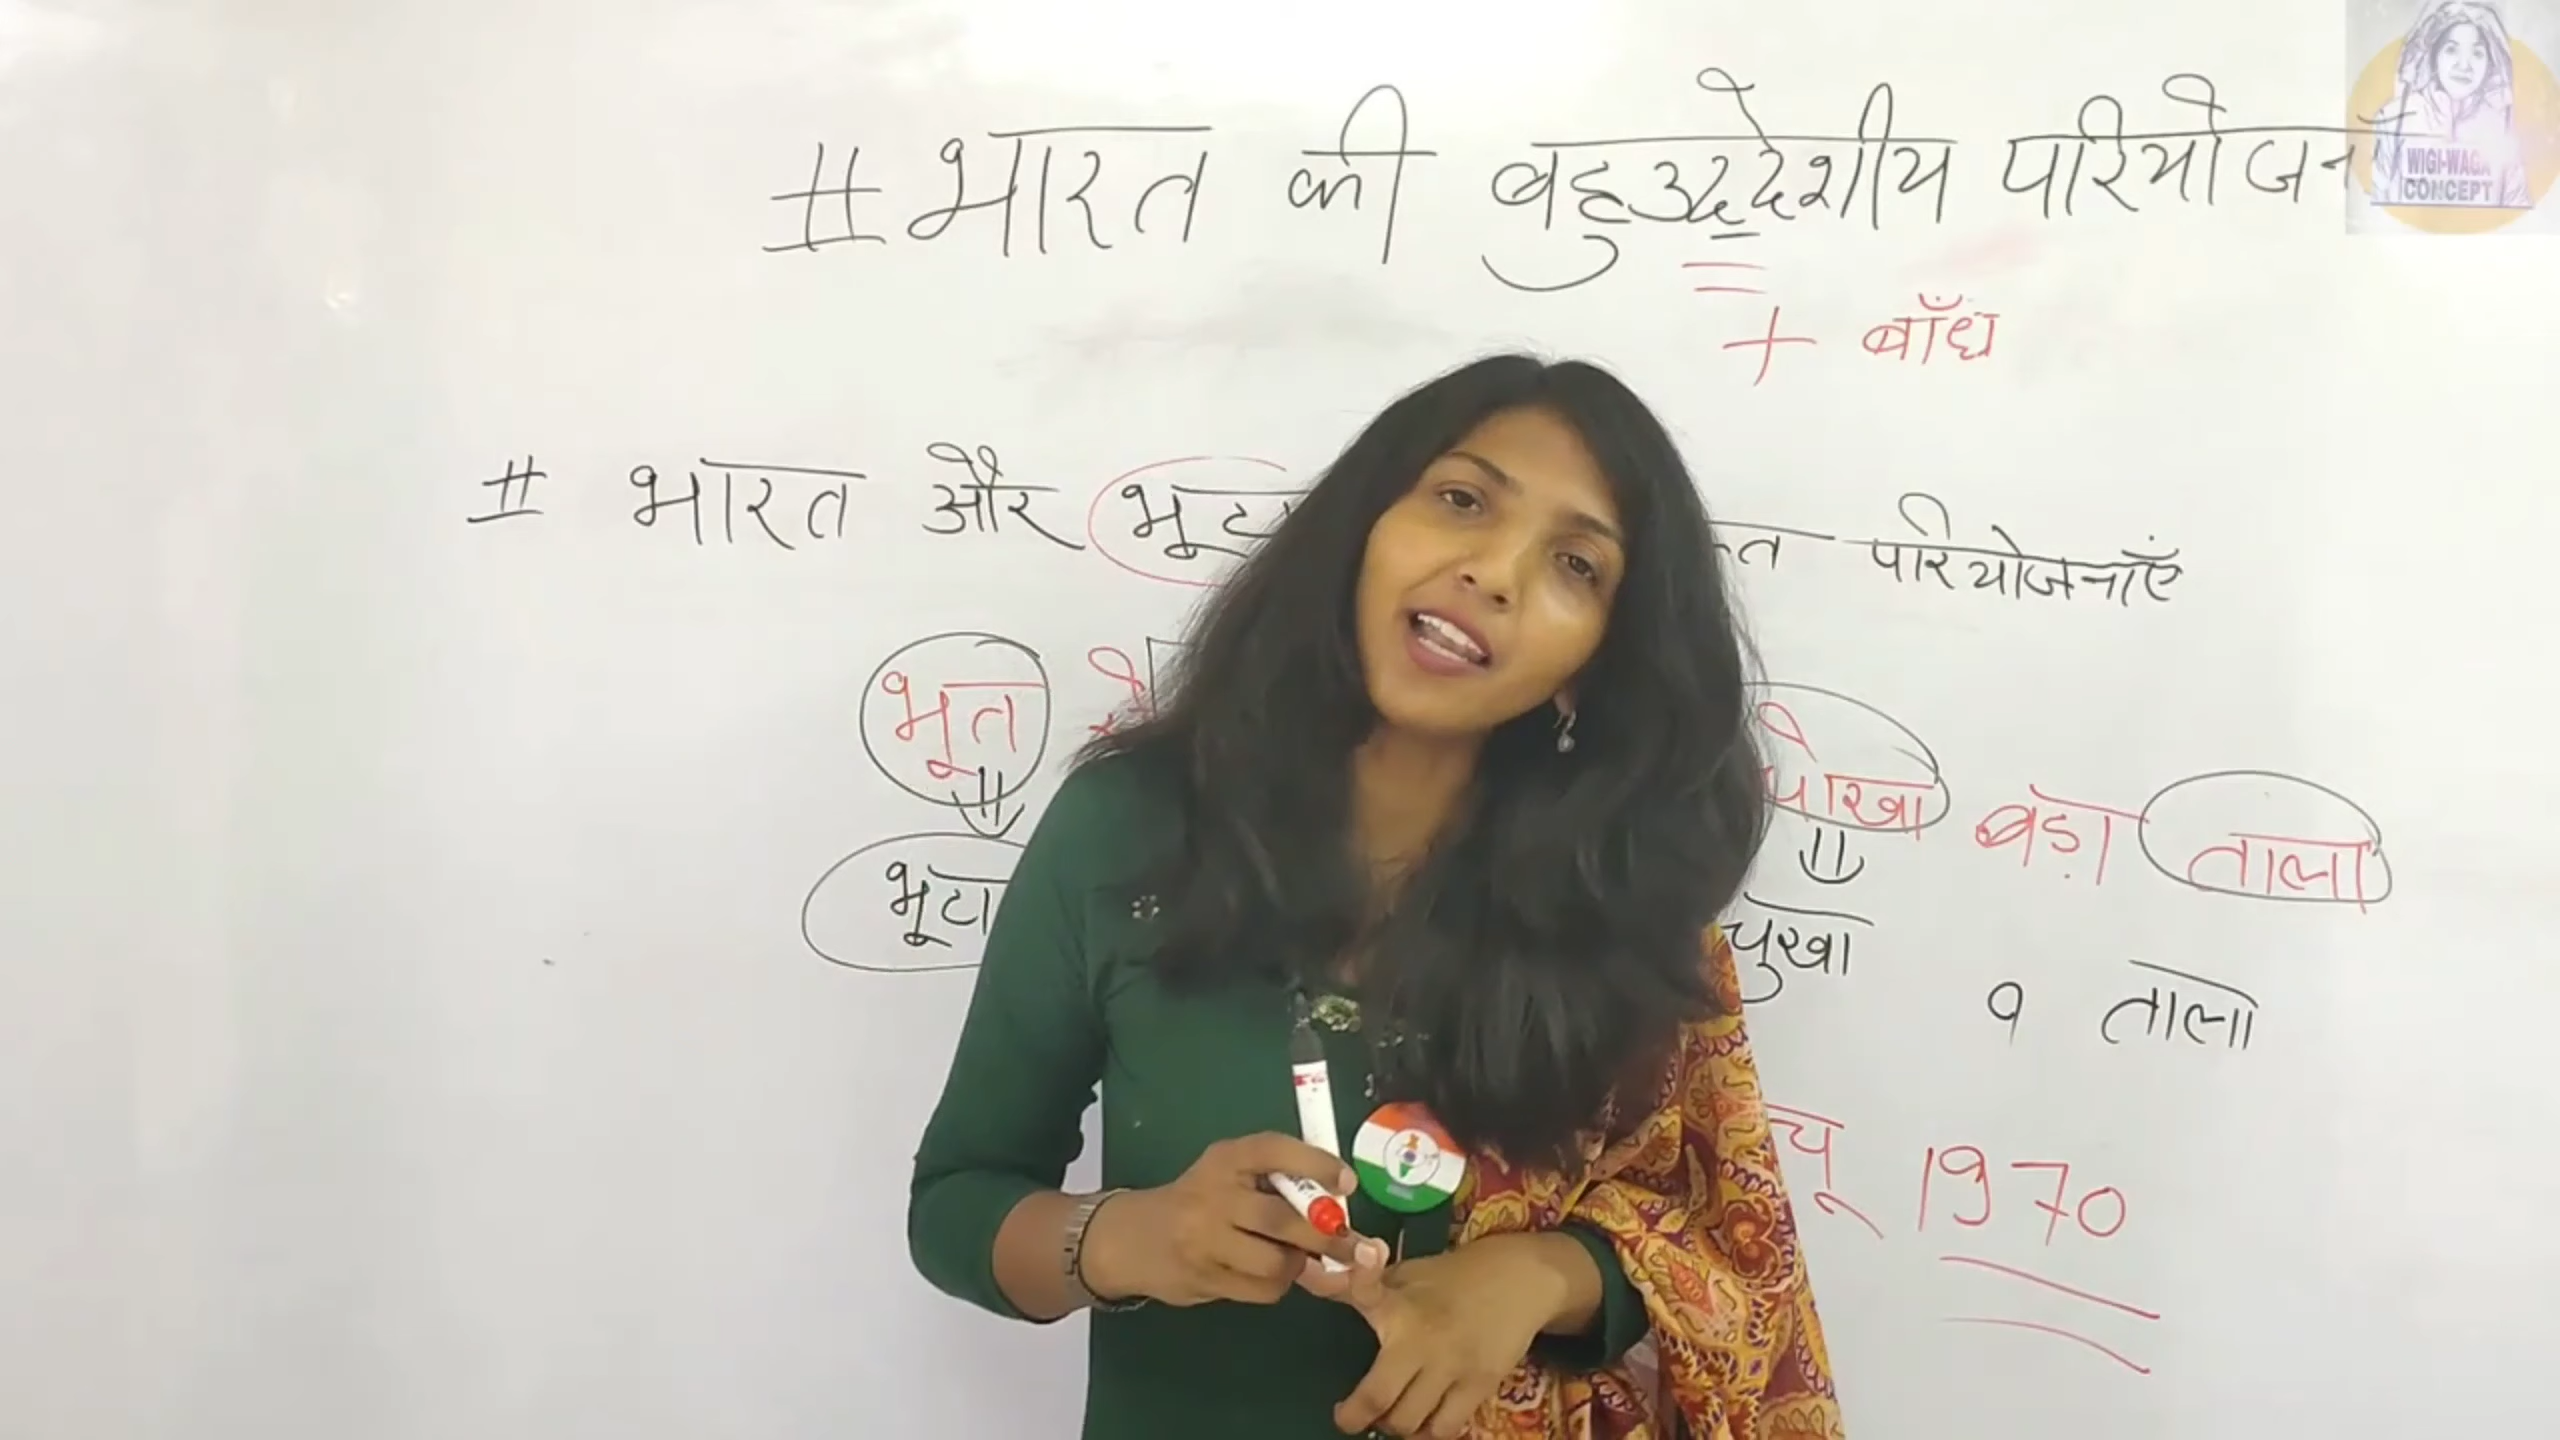 # भारत की बहुउद्देशीय परियोजन
WIGI-WAGA
CONCEPT
+ बाँध
# भारत और भूटा त परियोजनाएँ
भूत से धोखा बड़ा ताला
भूटा चुखा १ ताला
चू 1970